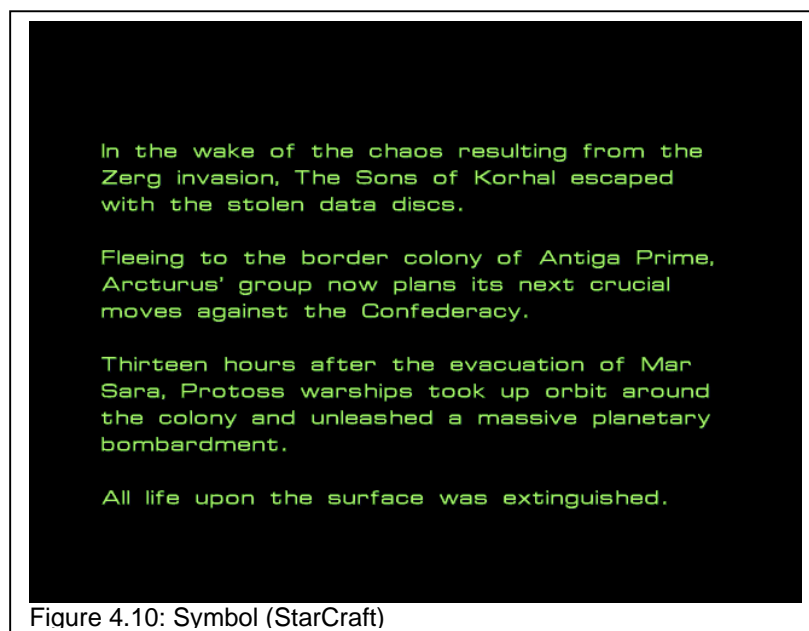 In the wake of the chaos resulting from the
Zerg invasion, The Sons of Korhal escaped
with the stolen data discs.
Fleeing to the border colony of Antiga Prime,
Arcturus' group now plans its next crucial
moves against the Confederacy.
Thirteen hours after the evacuation of Mar
Sara, Protoss warships took up orbit around
the colony and unleashed a massive planetary
bombardment.
All life upon the surface was extinguished.
Figure 4.10: Symbol (StarCraft)